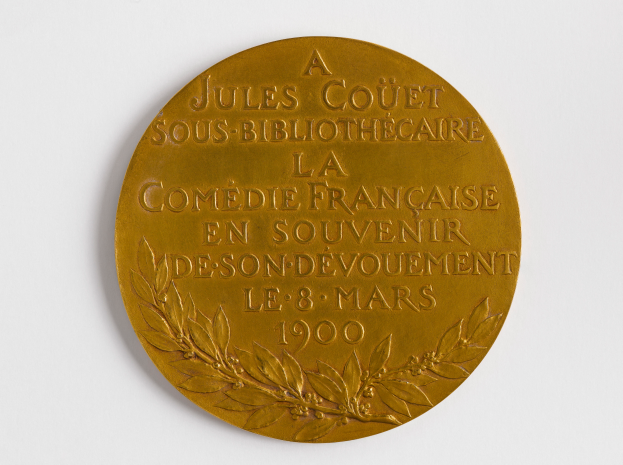 A
JULES COÜET
SOUS·BIBLIOTHÉCAIRE
LA
COMÉDIE FRANÇAISE
EN SOUVENIR
DE·SON·DÉVOUEMENT
LE·8·MARS
1900